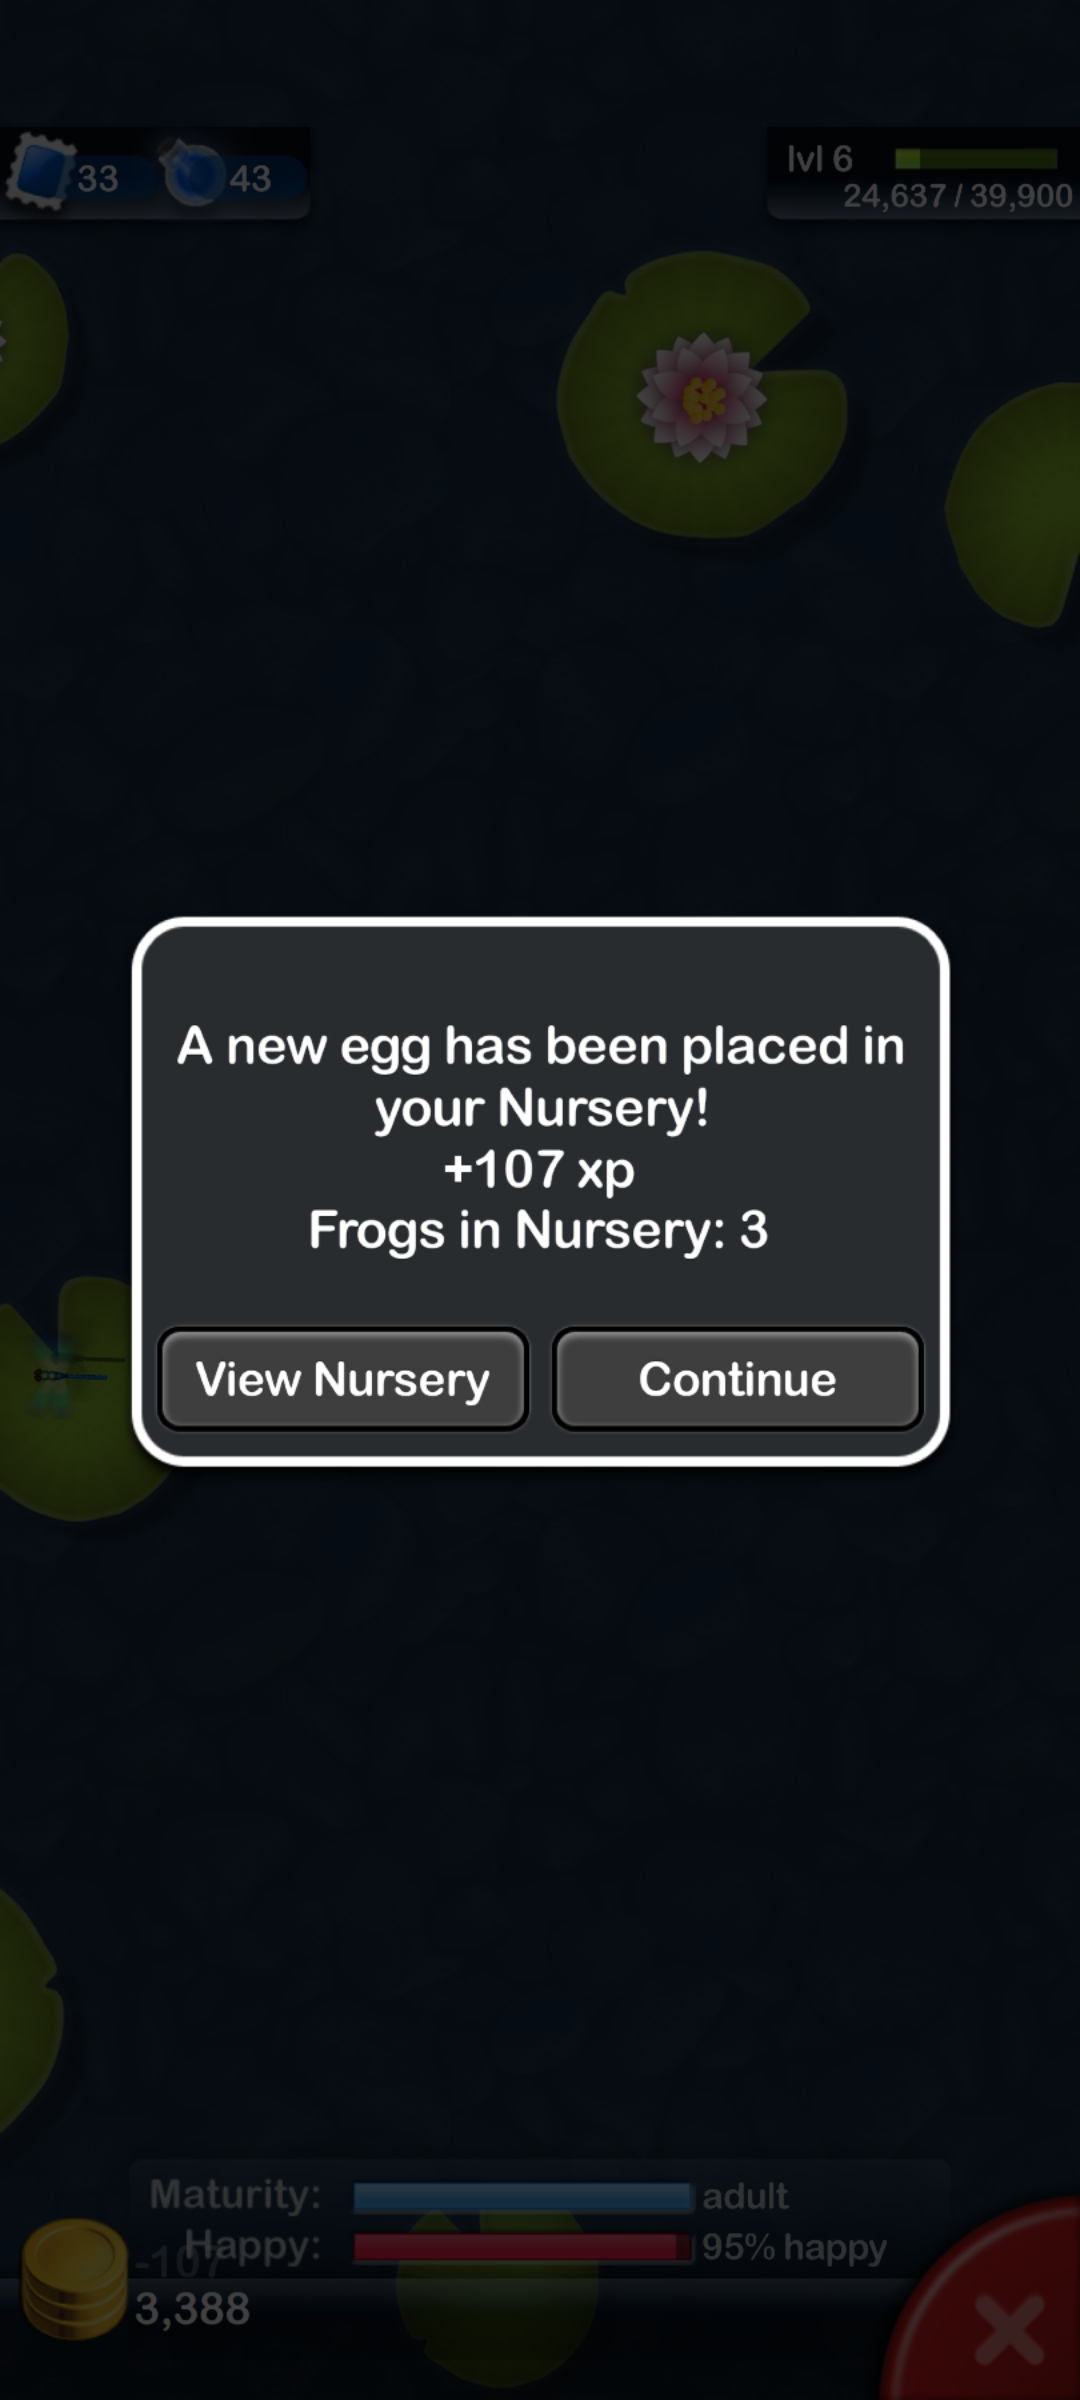 33
43
lvl 6
24,637 / 39,900
A new egg has been placed in
your Nursery!
+107 xp
Frogs in Nursery: 3
View Nursery
Continue
Maturity:
adult
Happy:
95% happy
-107
3,388